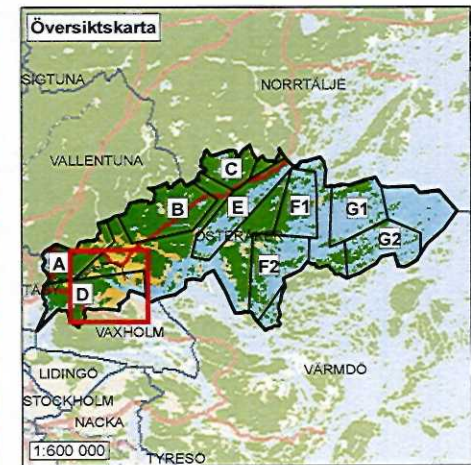 Översiktskarta
SIGTUNA
NORRTÄLJE
VALLENTUNA
C
B
E
F1
G1
ÖSTERÅKER
G2
A
F2
TÄBY
D
VAXHOLM
LIDINGÖ
VÄRMDÖ
STOCKHOLM
NACKA
1:600 000
TYRESÖ